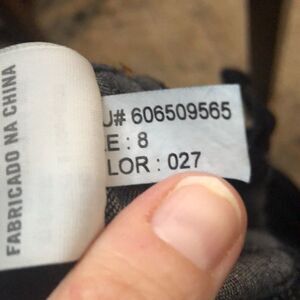 U# 606509565
E : 8
LOR : 027
FABRICADO NA CHINA